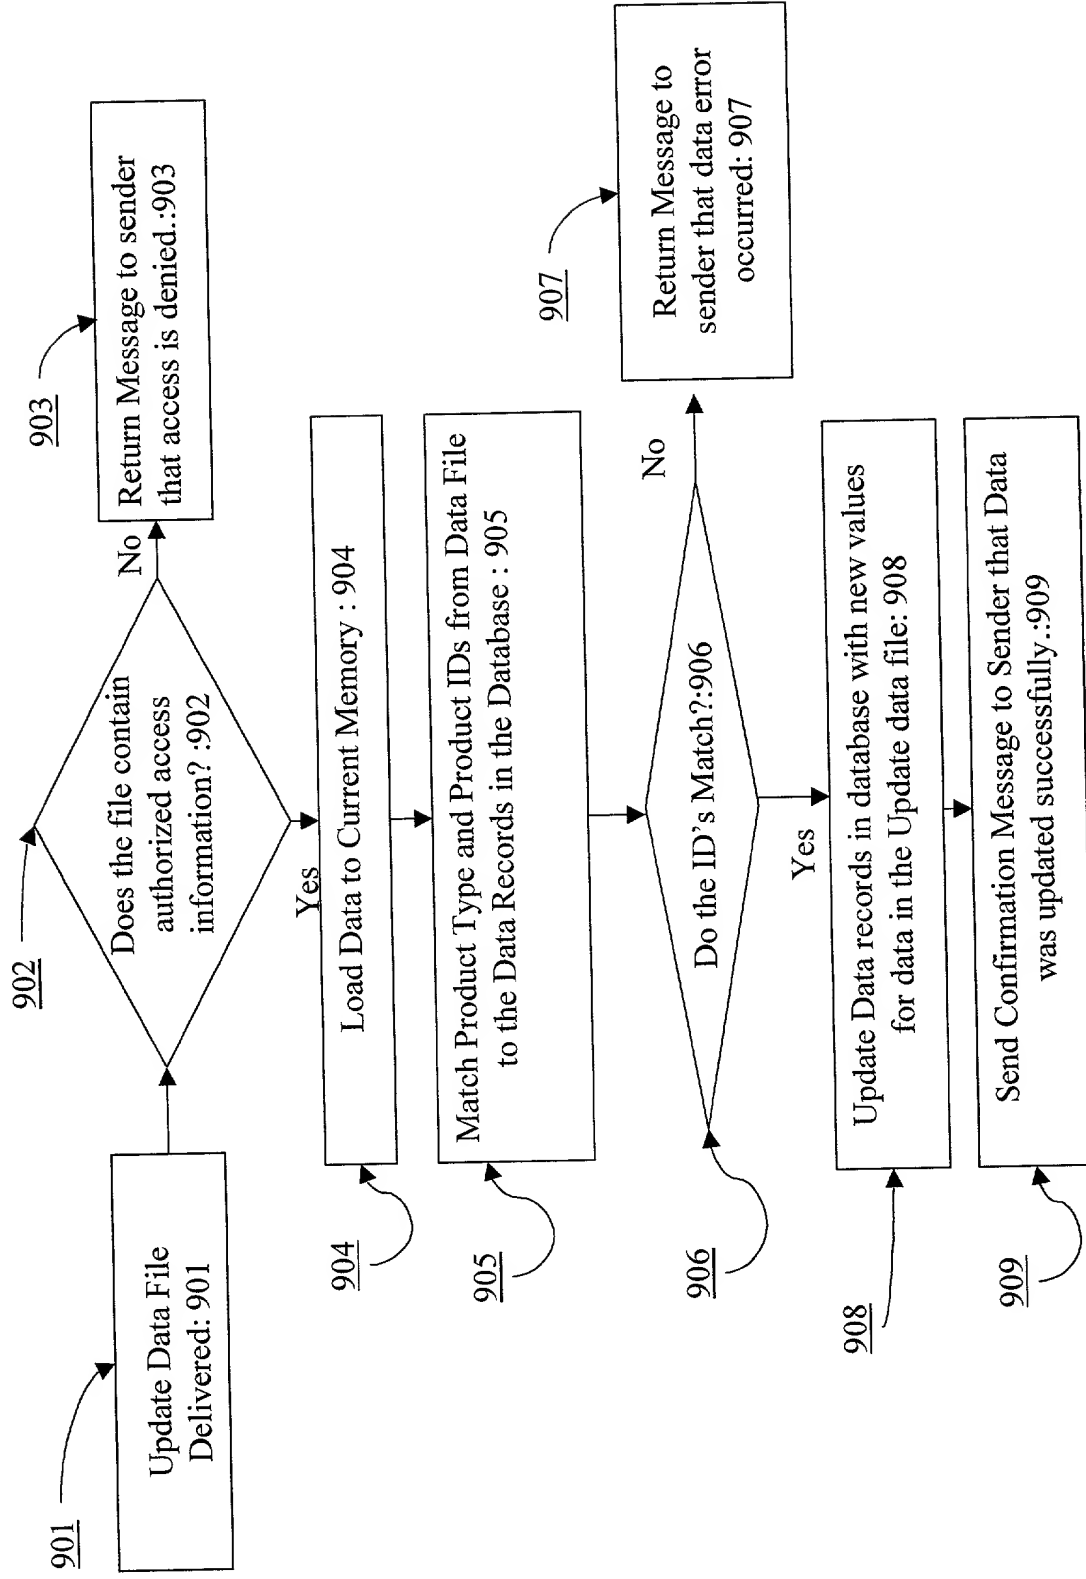 901
Update Data File
Delivered: 901
902
Does the file contain
authorized access
information? :902
No
903
Return Message to sender
that access is denied.:903
Yes
904
Load Data to Current Memory : 904
905
Match Product Type and Product IDs from Data File
to the Data Records in the Database : 905
906
Do the ID's Match?:906
No
907
Return Message to
sender that data error
occurred: 907
Yes
908
Update Data records in database with new values
for data in the Update data file: 908
909
Send Confirmation Message to Sender that Data
was updated successfully.:909